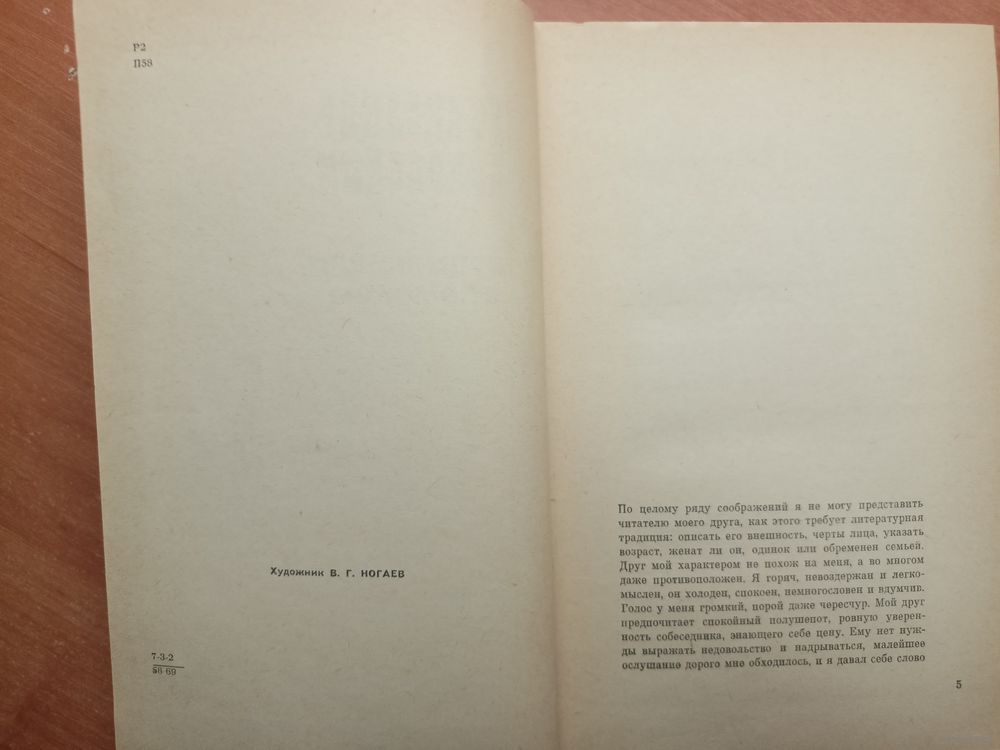 Р2
П58
Художник В. Г. НОГАЕВ
7-3-2
58 69
По целому ряду соображений я не могу представить
читателю моего друга, как этого требует литературная
традиция: описать его внешность, черты лица, указать
возраст, женат ли он, одинок или обременен семьей.
Друг мой характером не похож на меня, а во многом
даже противоположен. Я горяч, невоздержан и легко-
мыслен, он холоден, спокоен, немногословен и вдумчив.
Голос у меня громкий, порой даже чересчур. Мой друг
предпочитает спокойный полушепот, ровную уверен-
ность собеседника, знающего себе цену. Ему нет нуж-
ды выражать недовольство и надрываться, малейшее
ослушание дорого мне обходилось, и я давал себе слово
5